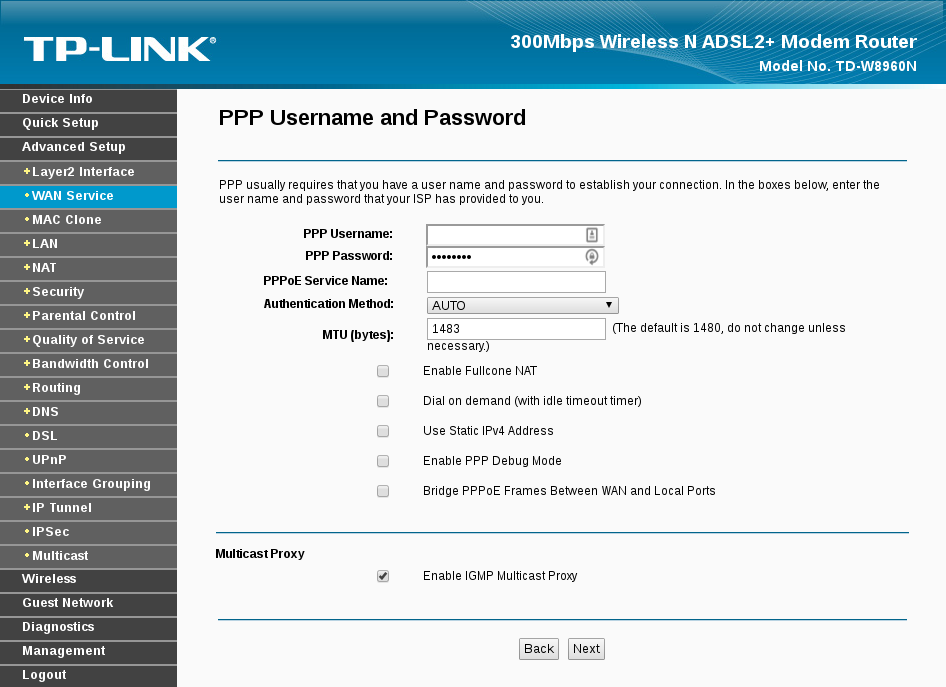 TP-LINK®
300Mbps Wireless N ADSL2+ Modem Router
Model No. TD-W8960N
Device Info
Quick Setup
Advanced Setup
+Layer2 Interface
•WAN Service
•MAC Clone
+LAN
+NAT
+Security
+Parental Control
+Quality of Service
+Bandwidth Control
+Routing
+DNS
•DSL
•UPnP
•Interface Grouping
+IP Tunnel
•IPSec
•Multicast
Wireless
Guest Network
Diagnostics
Management
Logout
PPP Username and Password
PPP usually requires that you have a user name and password to establish your connection. In the boxes below, enter the
user name and password that your ISP has provided to you.
PPP Username:
PPP Password: ••••••••
PPPoE Service Name:
Authentication Method: AUTO
MTU (bytes): 1483 (The default is 1480, do not change unless
necessary.)
Enable Fullcone NAT
Dial on demand (with idle timeout timer)
Use Static IPv4 Address
Enable PPP Debug Mode
Bridge PPPoE Frames Between WAN and Local Ports
Multicast Proxy
Enable IGMP Multicast Proxy
Back Next